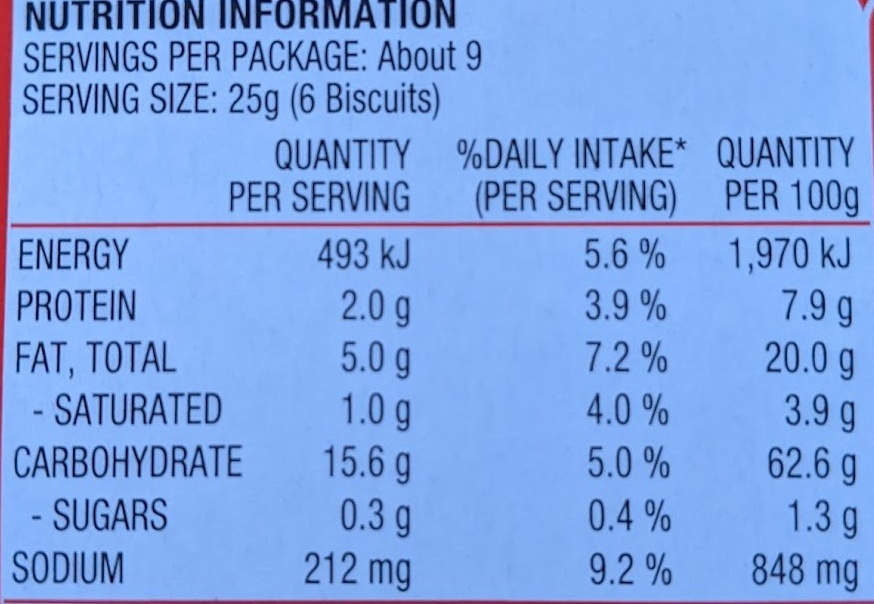 NUTRITION INFORMATION
SERVINGS PER PACKAGE: About 9
SERVING SIZE: 25g (6 Biscuits)
QUANTITY %DAILY INTAKE* QUANTITY
PER SERVING (PER SERVING) PER 100g
ENERGY 493 kJ 5.6 % 1,970 kJ
PROTEIN 2.0 g 3.9 % 7.9 g
FAT, TOTAL 5.0 g 7.2 % 20.0 g
- SATURATED 1.0 g 4.0 % 3.9 g
CARBOHYDRATE 15.6 g 5.0 % 62.6 g
- SUGARS 0.3 g 0.4 % 1.3 g
SODIUM 212 mg 9.2 % 848 mg